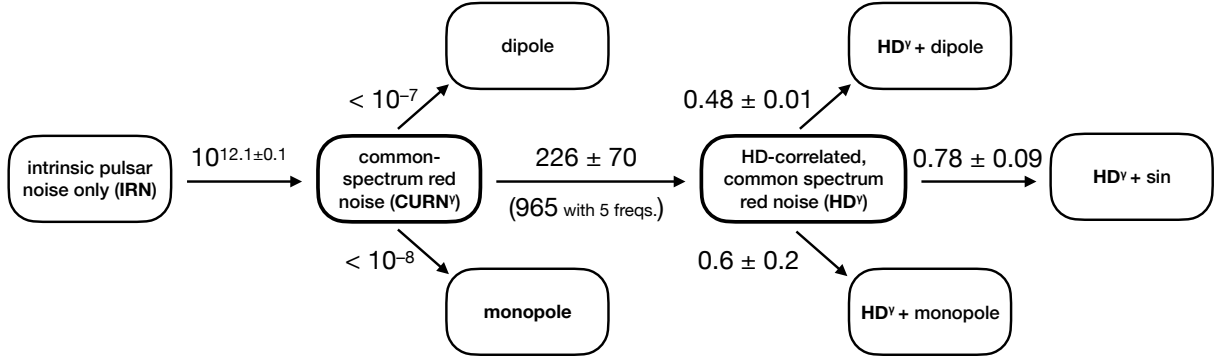 dipole
HDᵞ + dipole
< 10⁻⁷
0.48 ± 0.01
intrinsic pulsar
noise only (IRN)
10¹²·¹±⁰·¹
common-
spectrum red
noise (CURNᵞ)
226 ± 70
(965 with 5 freqs.)
HD-correlated,
common spectrum
red noise (HDᵞ)
0.78 ± 0.09
HDᵞ + sin
< 10⁻⁸
0.6 ± 0.2
monopole
HDᵞ + monopole